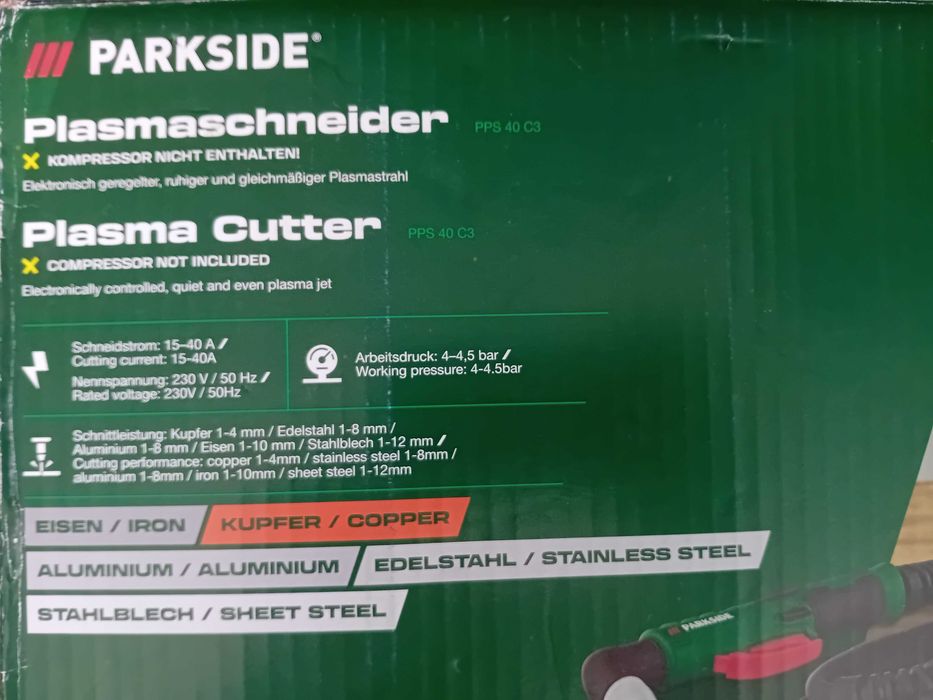 PARKSIDE®
Plasmaschneider PPS 40 C3
X KOMPRESSOR NICHT ENTHALTEN!
Elektronisch geregelter, ruhiger und gleichmäßiger Plasmastrahl
Plasma Cutter PPS 40 C3
X COMPRESSOR NOT INCLUDED
Electronically controlled, quiet and even plasma jet
Schneidstrom: 15–40 A /
Cutting current: 15-40A
Nennspannung: 230 V / 50 Hz /
Rated voltage: 230V / 50Hz
Arbeitsdruck: 4–4,5 bar /
Working pressure: 4-4.5bar
Schnittleistung: Kupfer 1-4 mm / Edelstahl 1-8 mm /
Aluminium 1-8 mm / Eisen 1-10 mm / Stahlblech 1-12 mm /
Cutting performance: copper 1-4mm / stainless steel 1-8mm /
aluminium 1-8mm / iron 1-10mm / sheet steel 1-12mm
EISEN / IRON
KUPFER / COPPER
ALUMINIUM / ALUMINIUM
EDELSTAHL / STAINLESS STEEL
STAHLBLECH / SHEET STEEL
PARKSIDE